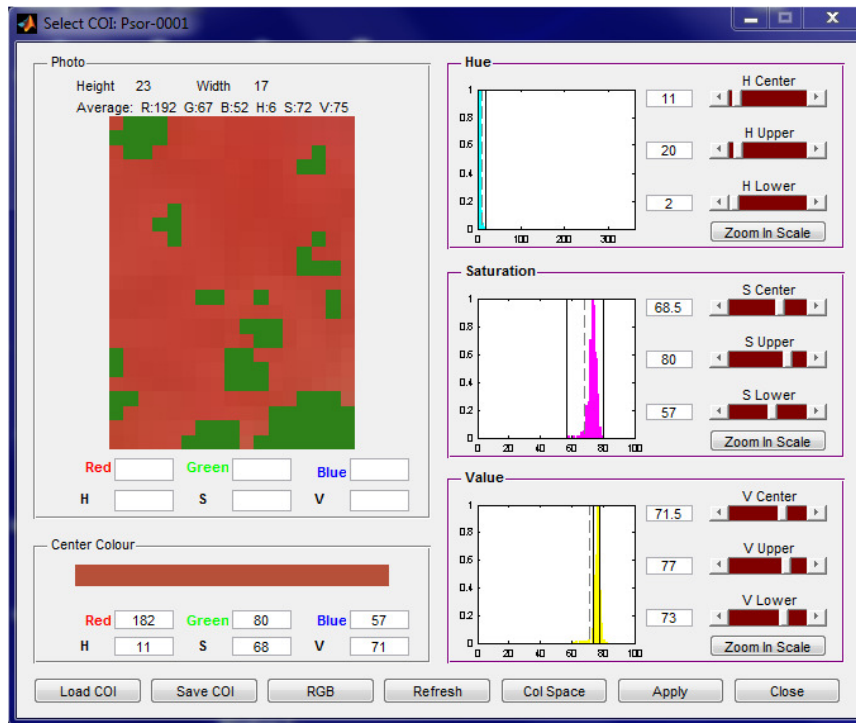 Select COI: Psor-0001
Photo
Height 23 Width 17
Average: R:192 G:67 B:52 H:6 S:72 V:75
Red Green Blue
H S V
Center Colour
Red 182 Green 80 Blue 57
H 11 S 68 V 71
Hue
1
0.8
0.6
0.4
0.2
0
0 100 200 300
H Center
11
H Upper
20
H Lower
2
Zoom In Scale
Saturation
1
0.8
0.6
0.4
0.2
0
0 20 40 60 80 100
S Center
68.5
S Upper
80
S Lower
57
Zoom In Scale
Value
1
0.8
0.6
0.4
0.2
0
0 20 40 60 80 100
V Center
71.5
V Upper
77
V Lower
73
Zoom In Scale
Load COI Save COI RGB Refresh Col Space Apply Close